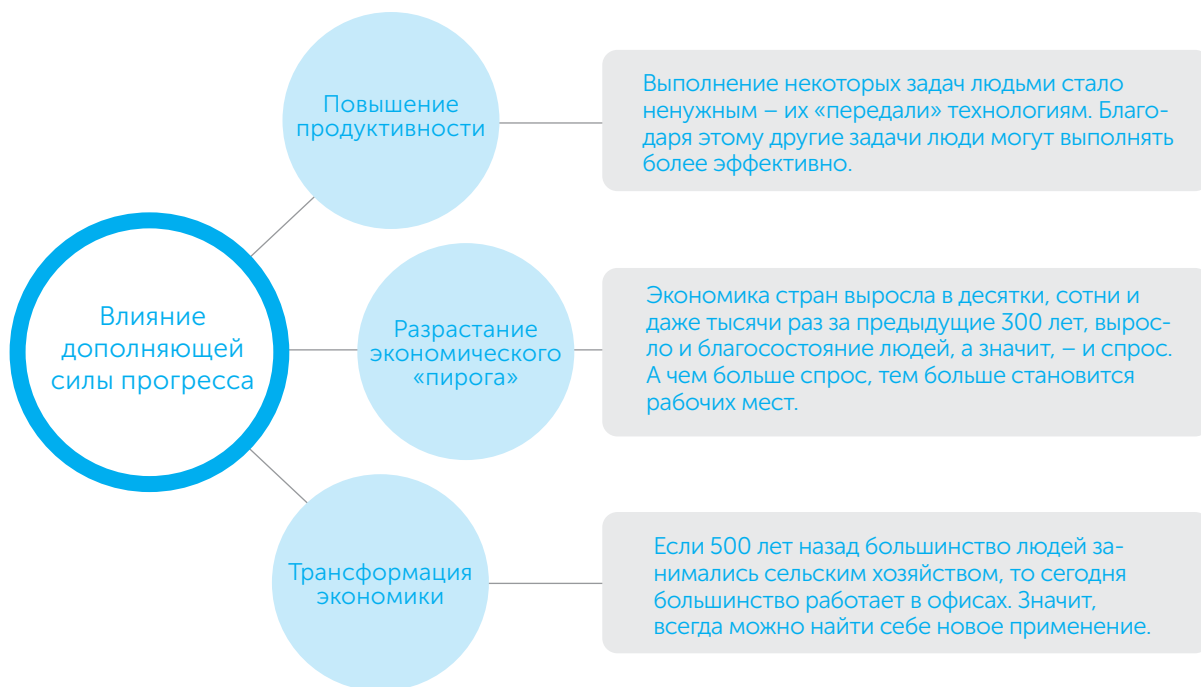 Влияние
дополняющей
силы прогресса
Повышение
продуктивности
Выполнение некоторых задач людьми стало
ненужным – их «передали» технологиям. Благо-
даря этому другие задачи люди могут выполнять
более эффективно.
Разрастание
экономического
«пирога»
Экономика стран выросла в десятки, сотни и
даже тысячи раз за предыдущие 300 лет, вырос-
ло и благосостояние людей, а значит, – и спрос.
А чем больше спрос, тем больше становится
рабочих мест.
Трансформация
экономики
Если 500 лет назад большинство людей за-
нимались сельским хозяйством, то сегодня
большинство работает в офисах. Значит,
всегда можно найти себе новое применение.